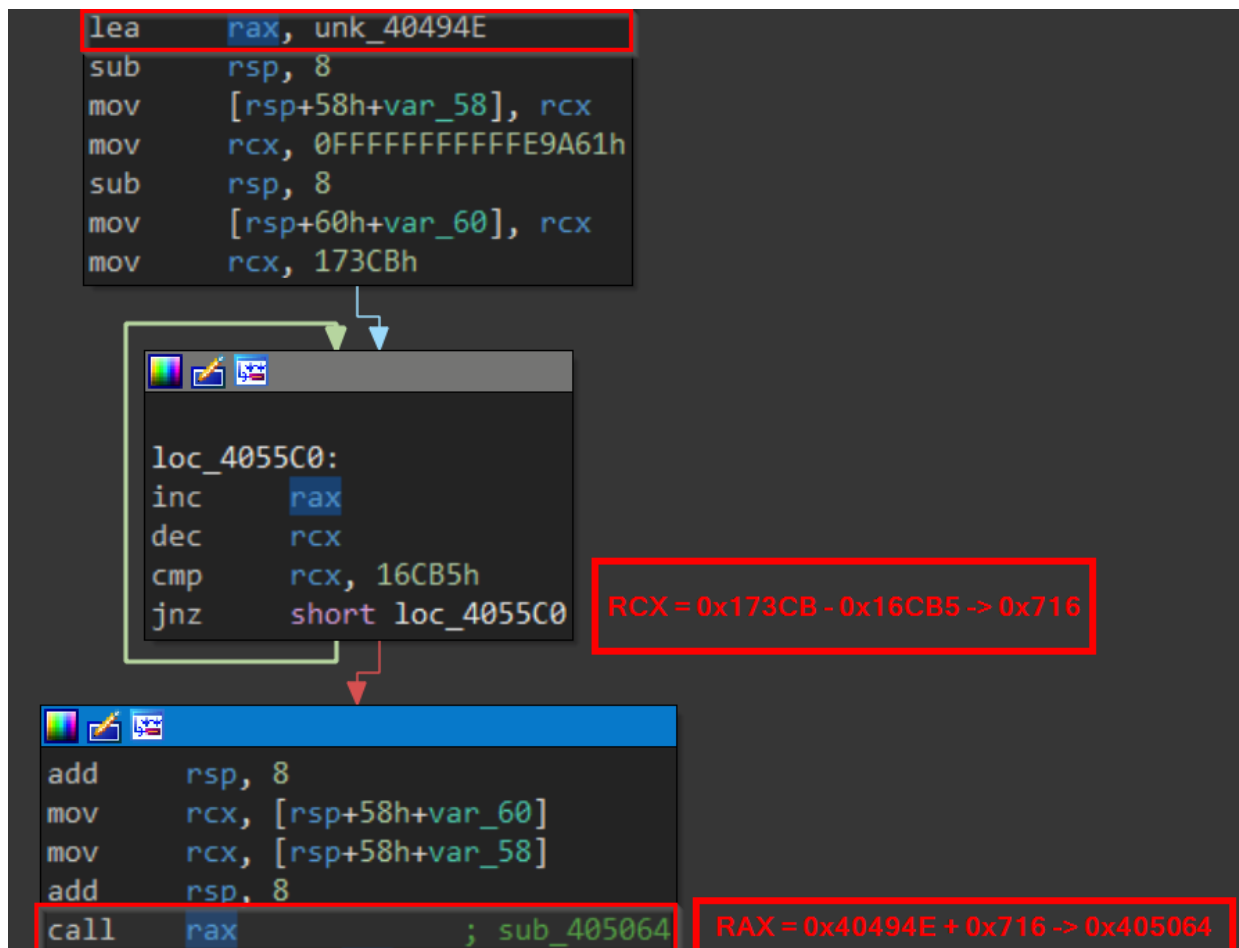 lea rax, unk_40494E
sub rsp, 8
mov [rsp+58h+var_58], rcx
mov rcx, 0FFFFFFFFFFFE9A61h
sub rsp, 8
mov [rsp+60h+var_60], rcx
mov rcx, 173CBh
loc_4055C0:
inc rax
dec rcx
cmp rcx, 16CB5h
jnz short loc_4055C0
RCX = 0x173CB - 0x16CB5 -> 0x716
add rsp, 8
mov rcx, [rsp+58h+var_60]
mov rcx, [rsp+58h+var_58]
add rsp, 8
call rax ; sub_405064
RAX = 0x40494E + 0x716 -> 0x405064